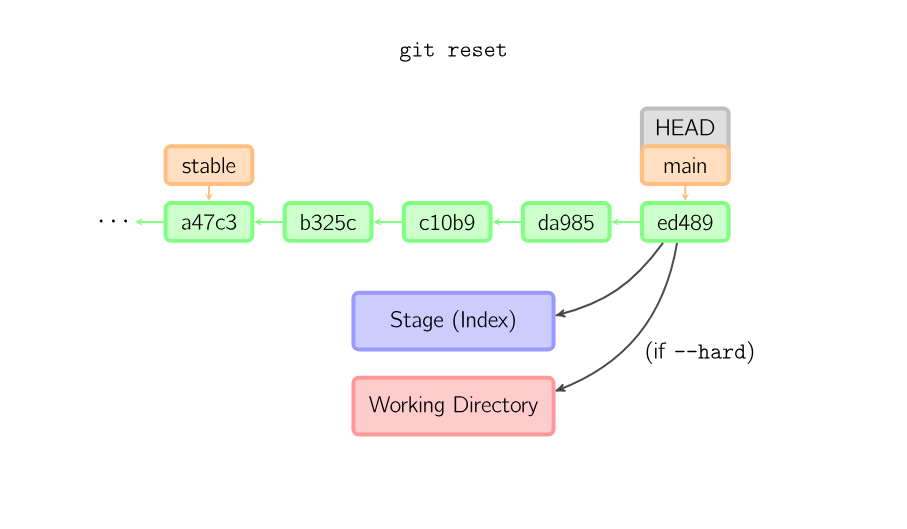 git reset
HEAD
stable
main
...
a47c3
b325c
c10b9
da985
ed489
Stage (Index)
(if --hard)
Working Directory